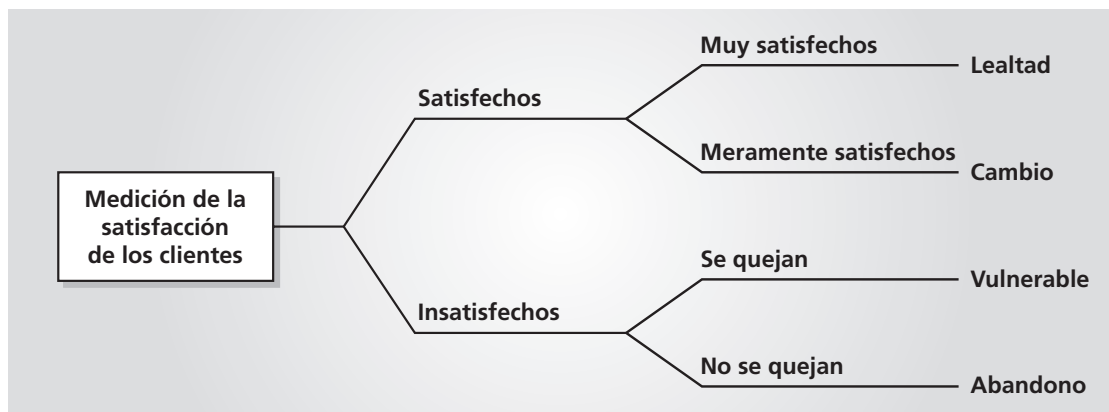 Medición de la
satisfacción
de los clientes
Satisfechos
Muy satisfechos
Lealtad
Meramente satisfechos
Cambio
Insatisfechos
Se quejan
Vulnerable
No se quejan
Abandono